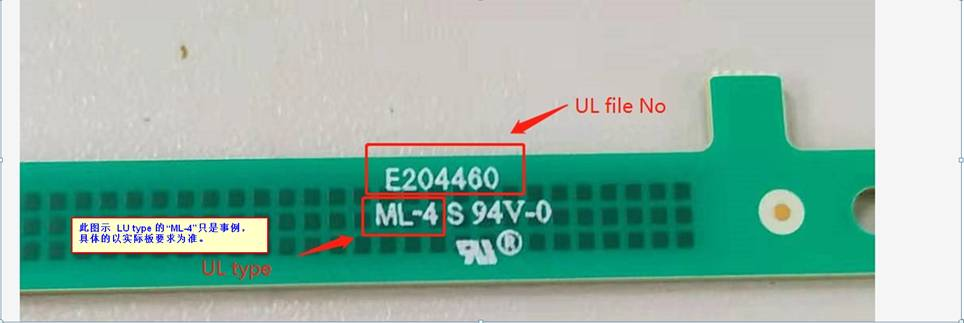 UL file No
E204460
ML-4 S 94V-0
RU®
此图示 LU type 的“ML-4”只是事例，
具体的以实际板要求为准。
UL type